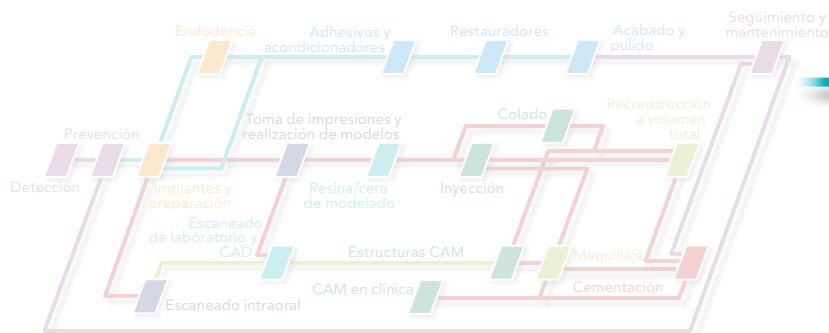 Seguimiento y
mantenimiento
Endodoncia
Adhesivos y
acondicionadores
Restauradores
Acabado y
pulido
Toma de impresiones y
realización de modelos
Colado
Reconstrucción
a volumen
total
Prevención
Detección
Implantes y
preparación
Resina/cera
de modelado
Inyección
Escaneado
de laboratorio y
CAD
Estructuras CAM
Maquillaje
Escaneado intraoral
CAM en clínica
Cementación